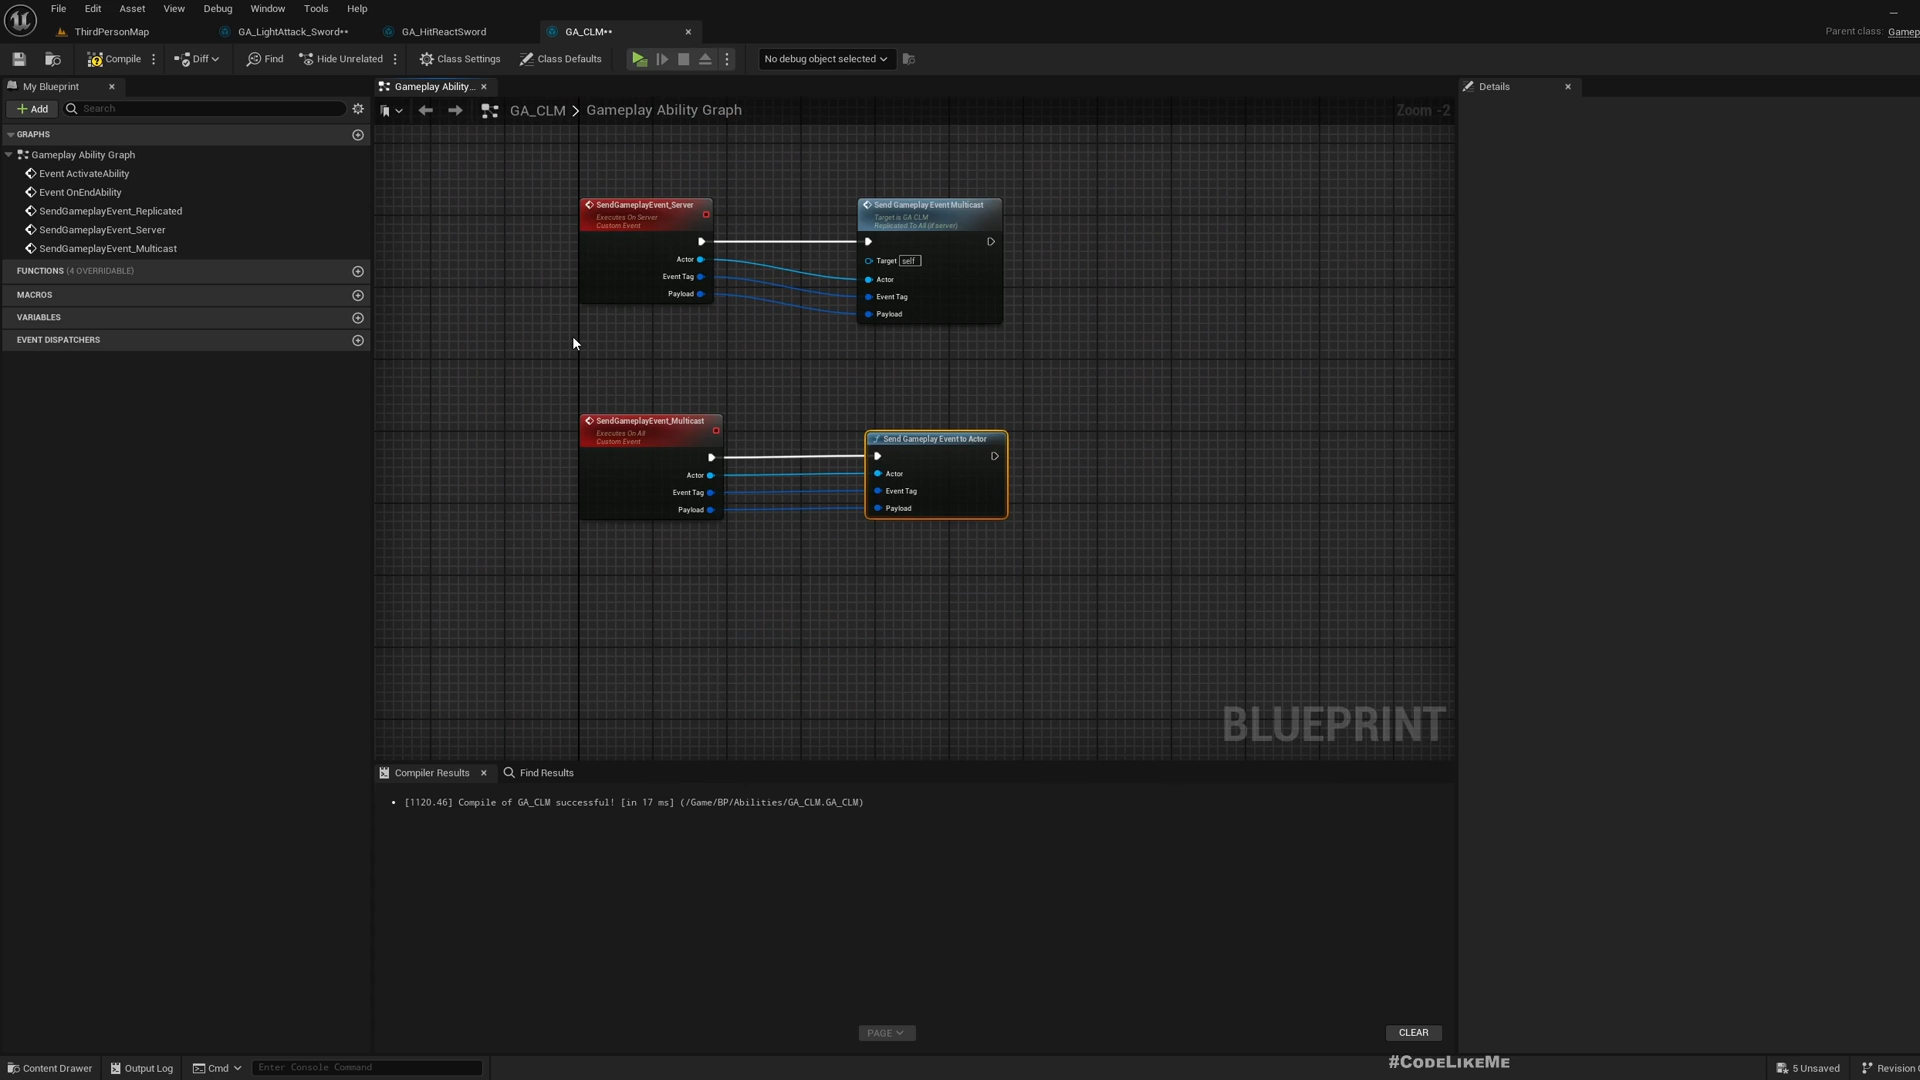 File Edit Asset View Debug Window Tools Help
ThirdPersonMap GA_LightAttack_Sword•• GA_HitReactSword GA_CLM••
Parent class: Gamep
Compile Diff Find Hide Unrelated Class Settings Class Defaults No debug object selected
My Blueprint
Add Search
GRAPHS
Gameplay Ability Graph
Event ActivateAbility
Event OnEndAbility
SendGameplayEvent_Replicated
SendGameplayEvent_Server
SendGameplayEvent_Multicast
FUNCTIONS (4 OVERRIDABLE)
MACROS
VARIABLES
EVENT DISPATCHERS
Gameplay Ability...
GA_CLM > Gameplay Ability Graph
Zoom -2
SendGameplayEvent_Server
Executes On Server
Custom Event
Actor
Event Tag
Payload
Send Gameplay Event Multicast
Target is GA CLM
Replicated To All (if server)
Target self
Actor
Event Tag
Payload
SendGameplayEvent_Multicast
Executes On All
Custom Event
Actor
Event Tag
Payload
Send Gameplay Event to Actor
Actor
Event Tag
Payload
BLUEPRINT
Details
Compiler Results Find Results
• [1120.46] Compile of GA_CLM successful! [in 17 ms] (/Game/BP/Abilities/GA_CLM.GA_CLM)
PAGE
CLEAR
#CodeLikeMe
Content Drawer Output Log Cmd Enter Console Command
5 Unsaved Revision C